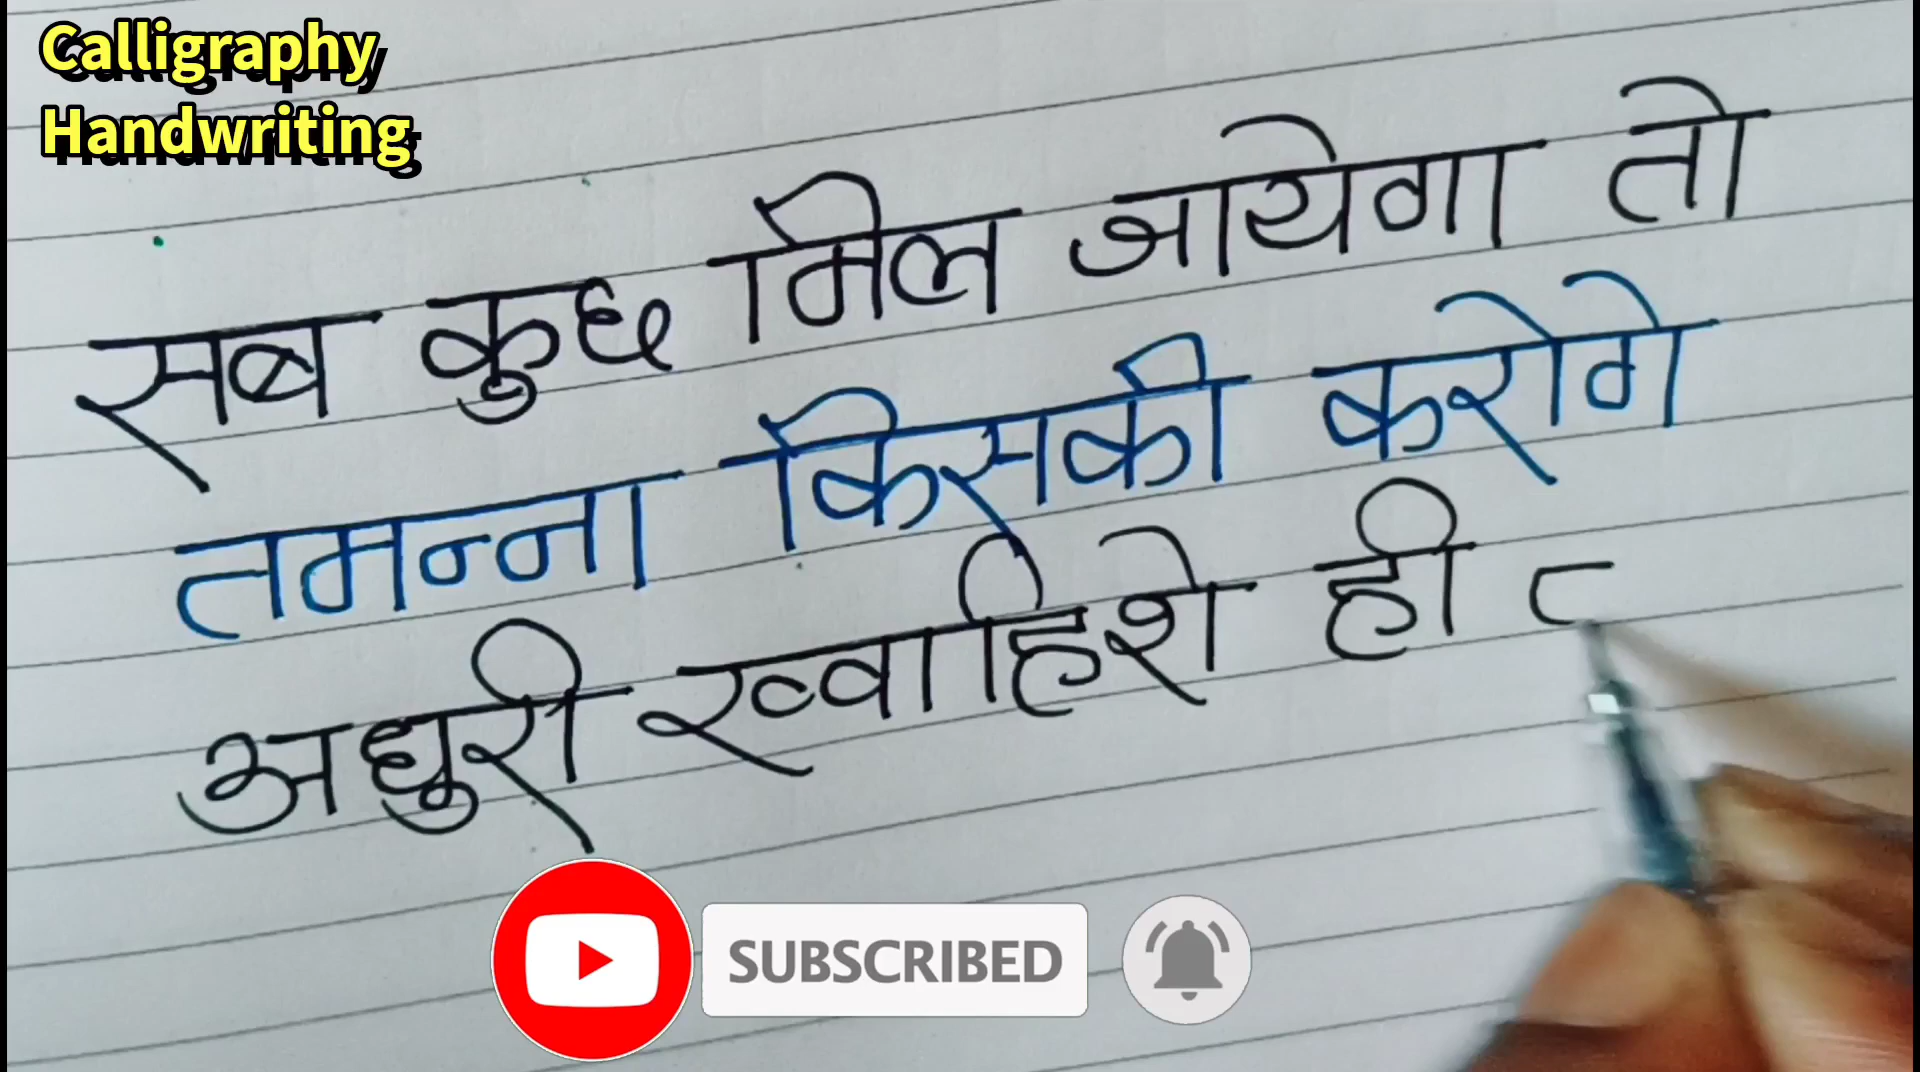 Calligraphy
Handwriting
सब कुछ मिल जायेगा तो
तमन्ना किसकी करोगे
अधुरी ख्वाहिशे ही
SUBSCRIBED